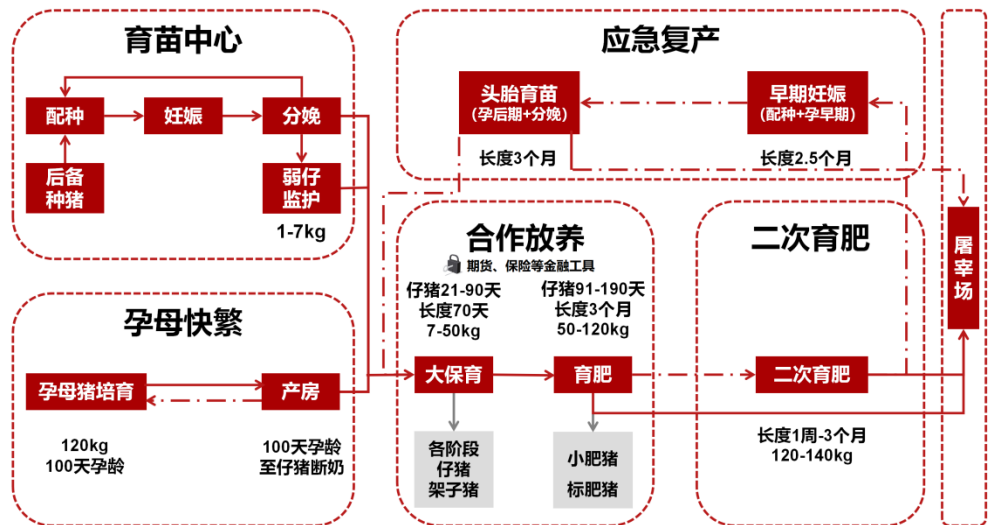 育苗中心
配种
妊娠
分娩
后备
种猪
弱仔
监护
1-7kg
应急复产
头胎育苗
(孕后期+分娩)
早期妊娠
(配种+孕早期)
长度3个月
长度2.5个月
孕母快繁
孕母猪培育
产房
120kg
100天孕龄
100天孕龄
至仔猪断奶
合作放养
期货、保险等金融工具
仔猪21-90天
长度70天
7-50kg
仔猪91-190天
长度3个月
50-120kg
大保育
育肥
各阶段
仔猪
架子猪
小肥猪
标肥猪
二次育肥
二次育肥
长度1周-3个月
120-140kg
屠宰场